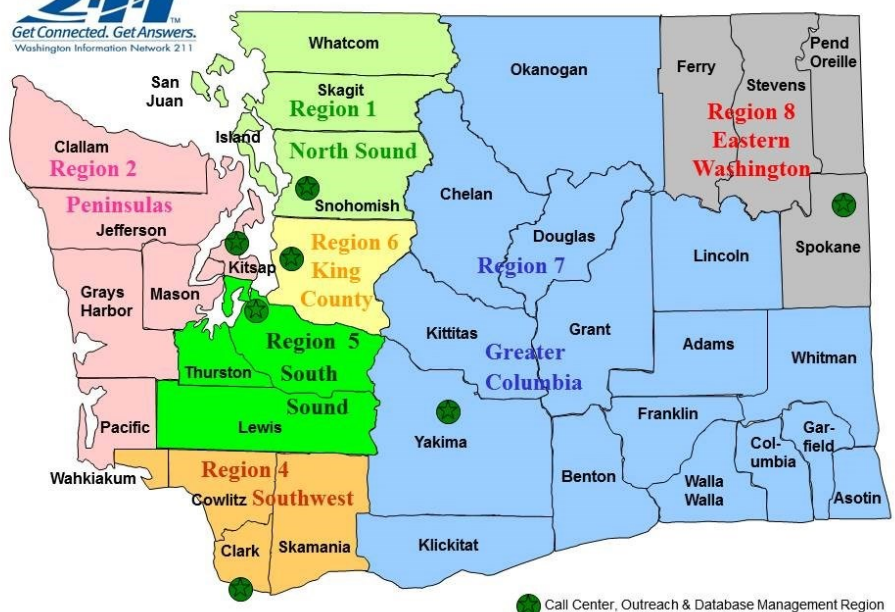 211 ™
Get Connected. Get Answers.
Washington Information Network 211
Whatcom
San
Juan
Skagit
Region 1
Island
North Sound
Snohomish
Okanogan
Ferry
Stevens
Pend
Oreille
Region 8
Eastern
Washington
Spokane
Clallam
Region 2
Peninsulas
Jefferson
Kitsap
Grays
Harbor
Mason
Region 6
King
County
Chelan
Douglas
Region 7
Lincoln
Kittitas
Grant
Greater
Columbia
Adams
Whitman
Region 5
South
Sound
Thurston
Lewis
Pacific
Wahkiakum
Region 4
Cowlitz Southwest
Clark
Skamania
Yakima
Klickitat
Benton
Franklin
Walla
Walla
Col-
umbia
Gar-
field
Asotin
Call Center, Outreach & Database Management Region